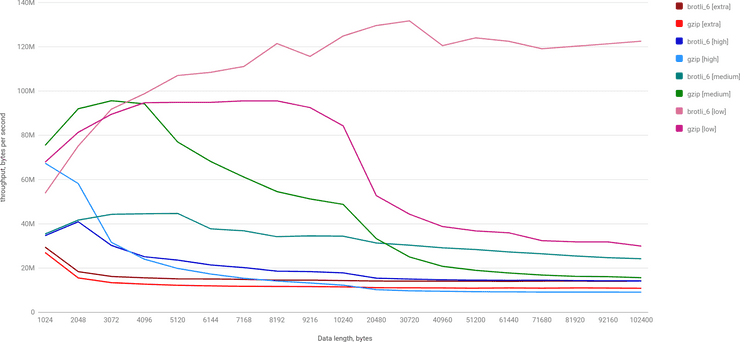 140M
120M
100M
80M
60M
40M
20M
0
throughput, bytes per second
1024 2048 3072 4096 5120 6144 7168 8192 9216 10240 20480 30720 40960 51200 61440 71680 81920 92160 102400
Data length, bytes
brotli_6 [extra]
gzip [extra]
brotli_6 [high]
gzip [high]
brotli_6 [medium]
gzip [medium]
brotli_6 [low]
gzip [low]